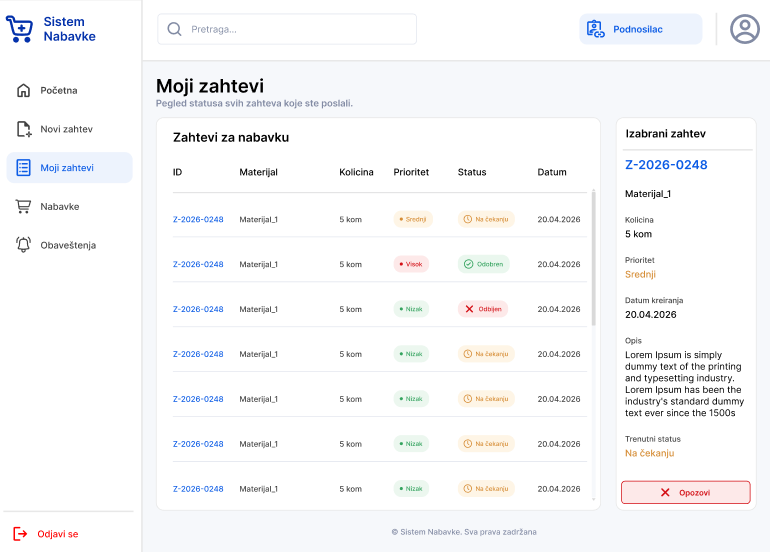 Sistem
Nabavke
Pretraga...
Podnosilac
Početna
Novi zahtev
Moji zahtevi
Nabavke
Obaveštenja
Odjavi se
Moji zahtevi
Pegled statusa svih zahteva koje ste poslali.
Zahtevi za nabavku
ID Materijal Kolicina Prioritet Status Datum
Z-2026-0248 Materijal_1 5 kom Srednji Na čekanju 20.04.2026
Z-2026-0248 Materijal_1 5 kom Visok Odobren 20.04.2026
Z-2026-0248 Materijal_1 5 kom Nizak Odbijen 20.04.2026
Z-2026-0248 Materijal_1 5 kom Nizak Na čekanju 20.04.2026
Z-2026-0248 Materijal_1 5 kom Nizak Na čekanju 20.04.2026
Z-2026-0248 Materijal_1 5 kom Nizak Na čekanju 20.04.2026
Z-2026-0248 Materijal_1 5 kom Nizak Na čekanju 20.04.2026
Izabrani zahtev
Z-2026-0248
Materijal_1
Kolicina
5 kom
Prioritet
Srednji
Datum kreiranja
20.04.2026
Opis
Lorem Ipsum is simply
dummy text of the printing
and typesetting industry.
Lorem Ipsum has been the
industry's standard dummy
text ever since the 1500s
Trenutni status
Na čekanju
Opozovi
© Sistem Nabavke. Sva prava zadržana